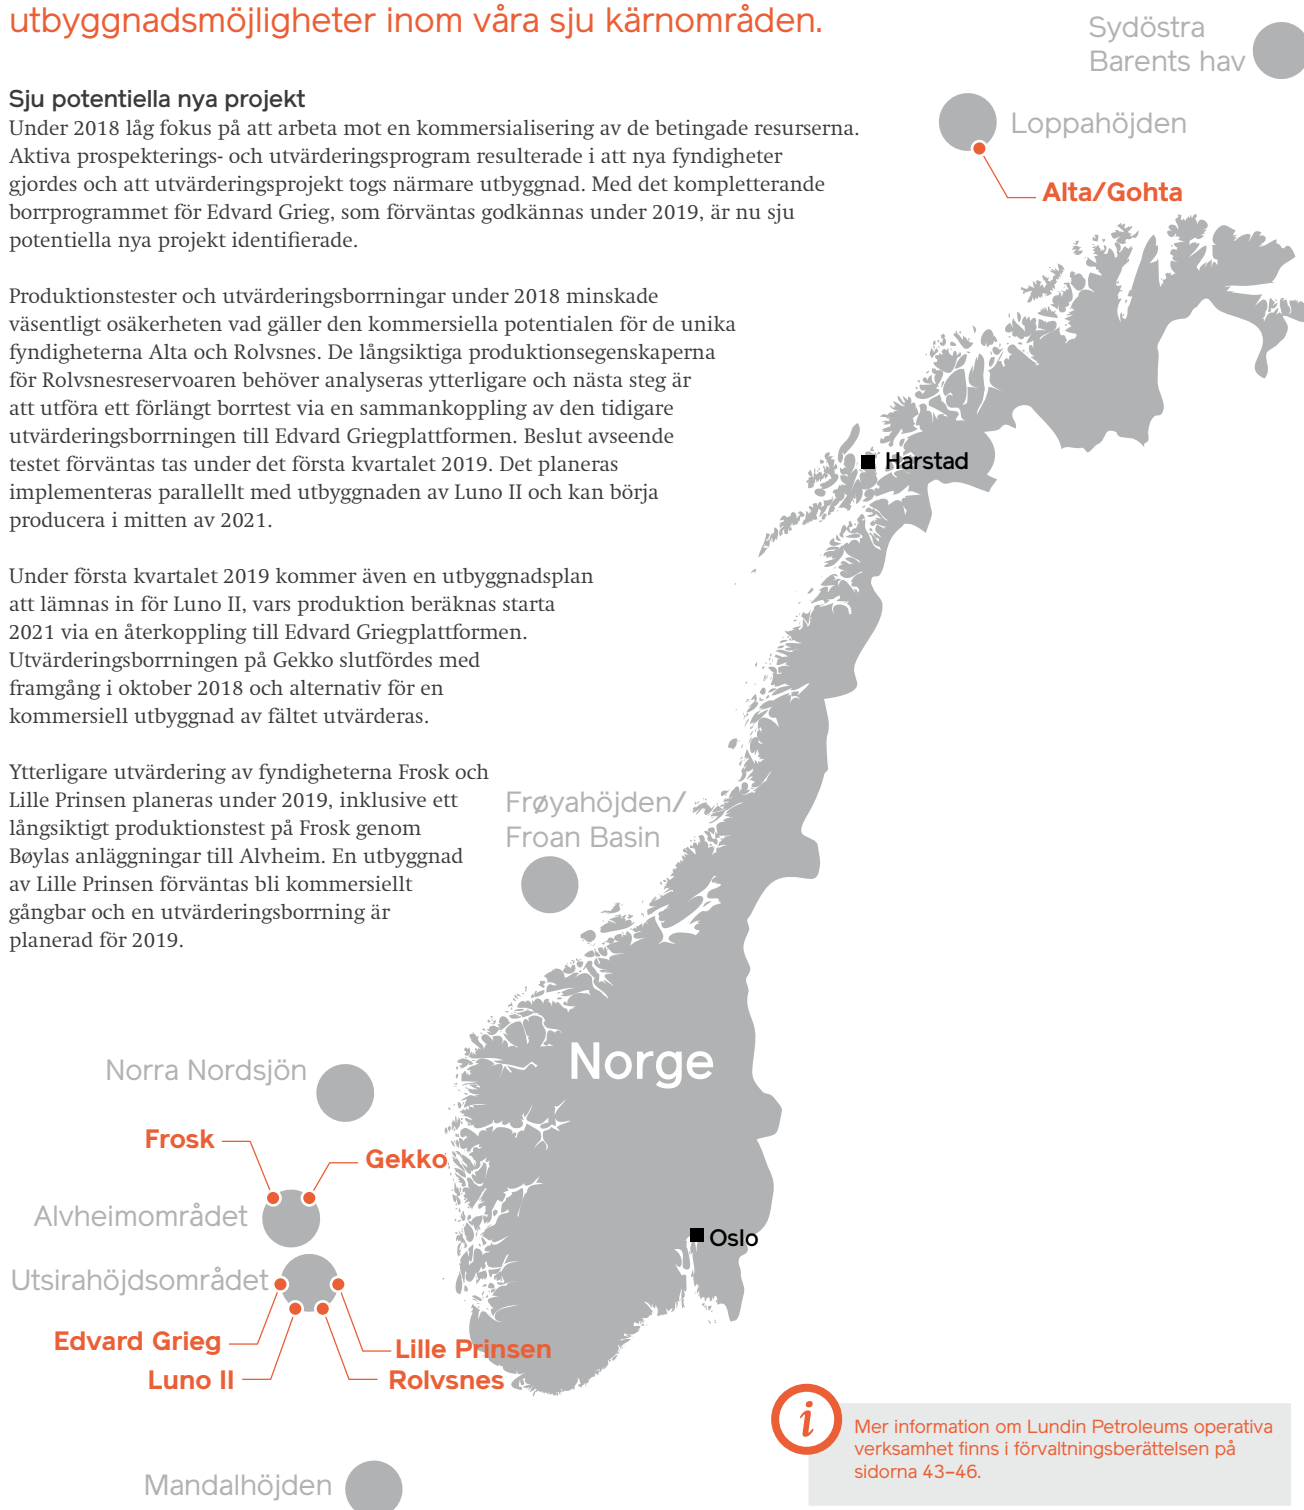 utbyggnadsmöjligheter inom våra sju kärnområden.
Sju potentiella nya projekt
Under 2018 låg fokus på att arbeta mot en kommersialisering av de betingade resurserna.
Aktiva prospekterings- och utvärderingsprogram resulterade i att nya fyndigheter
gjordes och att utvärderingsprojekt togs närmare utbyggnad. Med det kompletterande
borrprogrammet för Edvard Grieg, som förväntas godkännas under 2019, är nu sju
potentiella nya projekt identifierade.
Produktionstester och utvärderingsborrningar under 2018 minskade
väsentligt osäkerheten vad gäller den kommersiella potentialen för de unika
fyndigheterna Alta och Rolvsnes. De långsiktiga produktionsegenskaperna
för Rolvsnesreservoaren behöver analyseras ytterligare och nästa steg är
att utföra ett förlängt borrtest via en sammankoppling av den tidigare
utvärderingsborrningen till Edvard Griegplattformen. Beslut avseende
testet förväntas tas under det första kvartalet 2019. Det planeras
implementeras parallellt med utbyggnaden av Luno II och kan börja
producera i mitten av 2021.
Under första kvartalet 2019 kommer även en utbyggnadsplan
att lämnas in för Luno II, vars produktion beräknas starta
2021 via en återkoppling till Edvard Griegplattformen.
Utvärderingsborrningen på Gekko slutfördes med
framgång i oktober 2018 och alternativ för en
kommersiell utbyggnad av fältet utvärderas.
Ytterligare utvärdering av fyndigheterna Frosk och
Lille Prinsen planeras under 2019, inklusive ett
långsiktigt produktionstest på Frosk genom
Bøylas anläggningar till Alvheim. En utbyggnad
av Lille Prinsen förväntas bli kommersiellt
gångbar och en utvärderingsborrning är
planerad för 2019.
Sydöstra
Barents hav
Loppahöjden
Alta/Gohta
Harstad
Frøyahöjden/
Froan Basin
Norge
Norra Nordsjön
Frosk
Gekko
Alvheimområdet
Oslo
Utsirahöjdsområdet
Edvard Grieg
Lille Prinsen
Luno II
Rolvsnes
Mandalhöjden
i
Mer information om Lundin Petroleums operativa
verksamhet finns i förvaltningsberättelsen på
sidorna 43–46.